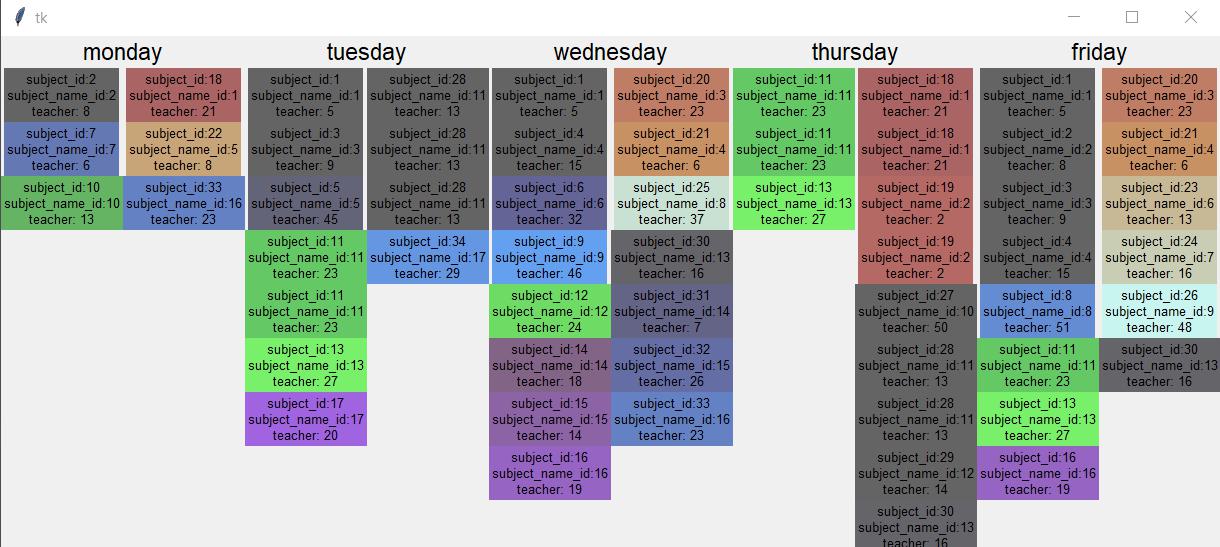 tk
monday
tuesday
wednesday
thursday
friday
subject_id:2
subject_name_id:2
teacher: 8
subject_id:7
subject_name_id:7
teacher: 6
subject_id:10
subject_name_id:10
teacher: 13
subject_id:18
subject_name_id:1
teacher: 21
subject_id:22
subject_name_id:5
teacher: 8
subject_id:33
subject_name_id:16
teacher: 23
subject_id:1
subject_name_id:1
teacher: 5
subject_id:3
subject_name_id:3
teacher: 9
subject_id:5
subject_name_id:5
teacher: 45
subject_id:11
subject_name_id:11
teacher: 23
subject_id:11
subject_name_id:11
teacher: 23
subject_id:13
subject_name_id:13
teacher: 27
subject_id:17
subject_name_id:17
teacher: 20
subject_id:28
subject_name_id:11
teacher: 13
subject_id:28
subject_name_id:11
teacher: 13
subject_id:28
subject_name_id:11
teacher: 13
subject_id:34
subject_name_id:17
teacher: 29
subject_id:1
subject_name_id:1
teacher: 5
subject_id:4
subject_name_id:4
teacher: 15
subject_id:6
subject_name_id:6
teacher: 32
subject_id:9
subject_name_id:9
teacher: 46
subject_id:12
subject_name_id:12
teacher: 24
subject_id:14
subject_name_id:14
teacher: 18
subject_id:15
subject_name_id:15
teacher: 14
subject_id:16
subject_name_id:16
teacher: 19
subject_id:20
subject_name_id:3
teacher: 23
subject_id:21
subject_name_id:4
teacher: 6
subject_id:25
subject_name_id:8
teacher: 37
subject_id:30
subject_name_id:13
teacher: 16
subject_id:31
subject_name_id:14
teacher: 7
subject_id:32
subject_name_id:15
teacher: 26
subject_id:33
subject_name_id:16
teacher: 23
subject_id:11
subject_name_id:11
teacher: 23
subject_id:11
subject_name_id:11
teacher: 23
subject_id:13
subject_name_id:13
teacher: 27
subject_id:18
subject_name_id:1
teacher: 21
subject_id:18
subject_name_id:1
teacher: 21
subject_id:19
subject_name_id:2
teacher: 2
subject_id:19
subject_name_id:2
teacher: 2
subject_id:27
subject_name_id:10
teacher: 50
subject_id:28
subject_name_id:11
teacher: 13
subject_id:28
subject_name_id:11
teacher: 13
subject_id:29
subject_name_id:12
teacher: 14
subject_id:30
subject_name_id:13
teacher: 16
subject_id:1
subject_name_id:1
teacher: 5
subject_id:2
subject_name_id:2
teacher: 8
subject_id:3
subject_name_id:3
teacher: 9
subject_id:4
subject_name_id:4
teacher: 15
subject_id:8
subject_name_id:8
teacher: 51
subject_id:11
subject_name_id:11
teacher: 23
subject_id:13
subject_name_id:13
teacher: 27
subject_id:16
subject_name_id:16
teacher: 19
subject_id:20
subject_name_id:3
teacher: 23
subject_id:21
subject_name_id:4
teacher: 6
subject_id:23
subject_name_id:6
teacher: 13
subject_id:24
subject_name_id:7
teacher: 16
subject_id:26
subject_name_id:9
teacher: 48
subject_id:30
subject_name_id:13
teacher: 16